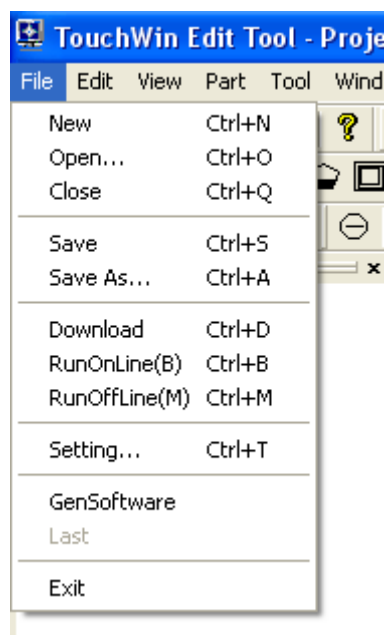 TouchWin Edit Tool - Proje
File Edit View Part Tool Wind
New Ctrl+N
Open... Ctrl+O
Close Ctrl+Q
Save Ctrl+S
Save As... Ctrl+A
Download Ctrl+D
RunOnLine(B) Ctrl+B
RunOffLine(M) Ctrl+M
Setting... Ctrl+T
GenSoftware
Last
Exit